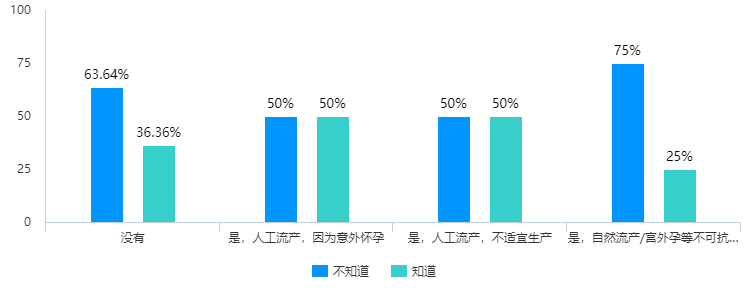 100
75
50
25
0
63.64%
36.36%
50%
50%
50%
50%
75%
25%
没有
是，人工流产，因为意外怀孕
是，人工流产，不适宜生产
是，自然流产/宫外孕等不可抗...
不知道
知道